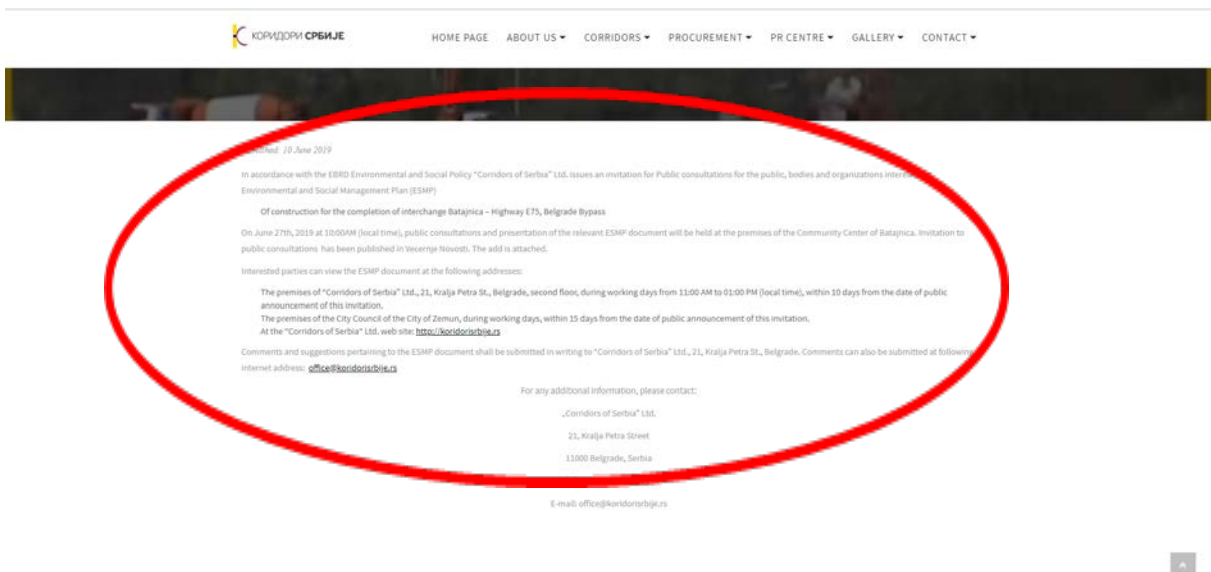 КОРИДОРИ СРБИЈЕ
HOME PAGE ABOUT US CORRIDORS PROCUREMENT PR CENTRE GALLERY CONTACT
10 June 2019
In accordance with the EBRD Environmental and Social Policy "Corridors of Serbia" Ltd. issues an invitation for Public consultations for the public, bodies and organizations
Environmental and Social Management Plan (ESMP)
Of construction for the completion of interchange Batajnica – Highway E75, Belgrade Bypass
On June 27th, 2019 at 10:00AM (local time), public consultations and presentation of the relevant ESMP document will be held at the premises of the Community Center of Batajnica. Invitation to
public consultations has been published in Vecernje Novosti. The add is attached.
Interested parties can view the ESMP document at the following addresses:
The premises of "Corridors of Serbia" Ltd., 21, Kralja Petra St., Belgrade, second floor, during working days from 11:00 AM to 01:00 PM (local time), within 10 days from the date of public
announcement of this invitation.
The premises of the City Council of the City of Zemun, during working days, within 15 days from the date of public announcement of this invitation.
At the "Corridors of Serbia" Ltd. web site: http://koridorisrbije.rs
Comments and suggestions pertaining to the ESMP document shall be submitted in writing to "Corridors of Serbia" Ltd., 21, Kralja Petra St., Belgrade. Comments can also be submitted at following
internet address: office@koridorisrbije.rs
For any additional information, please contact:
„Corridors of Serbia" Ltd.
21, Kralja Petra Street
11000 Belgrade, Serbia
E-mail: office@koridorisrbije.rs